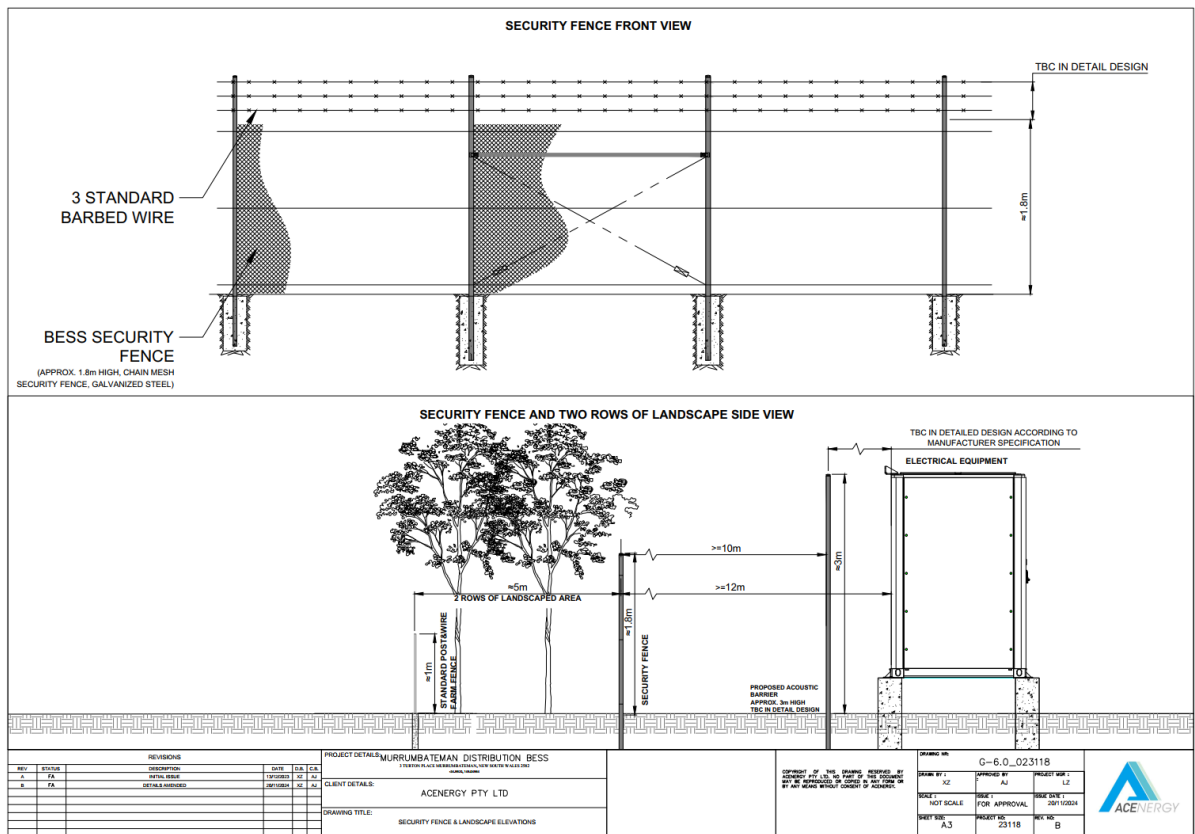 SECURITY FENCE FRONT VIEW
TBC IN DETAIL DESIGN
3 STANDARD
BARBED WIRE
≈1.8m
BESS SECURITY
FENCE
(APPROX. 1.8m HIGH, CHAIN MESH
SECURITY FENCE, GALVANIZED STEEL)
SECURITY FENCE AND TWO ROWS OF LANDSCAPE SIDE VIEW
TBC IN DETAILED DESIGN ACCORDING TO
MANUFACTURER SPECIFICATION
ELECTRICAL EQUIPMENT
>=10m
≈3m
≈5m
>=12m
2 ROWS OF LANDSCAPED AREA
≈1.8m
≈1m
STANDARD POST&WIRE
FARM FENCE
SECURITY FENCE
PROPOSED ACOUSTIC
BARRIER
APPROX. 3m HIGH
TBC IN DETAIL DESIGN
REVISIONS
REV STATUS DESCRIPTION DATE D.B. C.B.
A FA INITIAL ISSUE 13/12/2023 XZ AJ
B FA DETAILS AMENDED 20/11/2024 XZ AJ
PROJECT DETAILS:
MURRUMBATEMAN DISTRIBUTION BESS
5 TURTON PLACE MURRUMBATEMAN, NEW SOUTH WALES 2582
CLIENT DETAILS:
ACENERGY PTY LTD
DRAWING TITLE:
SECURITY FENCE & LANDSCAPE ELEVATIONS
COPYRIGHT OF THIS DRAWING RESERVED BY
ACENERGY PTY LTD. NO PART OF THIS DOCUMENT
MAY BE REPRODUCED OR COPIED IN ANY FORM OR
BY ANY MEANS WITHOUT CONSENT OF ACENERGY.
DRAWING NR:
G-6.0_023118
DRAWN BY : XZ
APPROVED BY : AJ
PROJECT MGR : LZ
SCALE : NOT SCALE
ISSUE : FOR APPROVAL
ISSUE DATE : 20/11/2024
SHEET SIZE: A3
PROJECT NO: 23118
REV. NO: B
ACENERGY